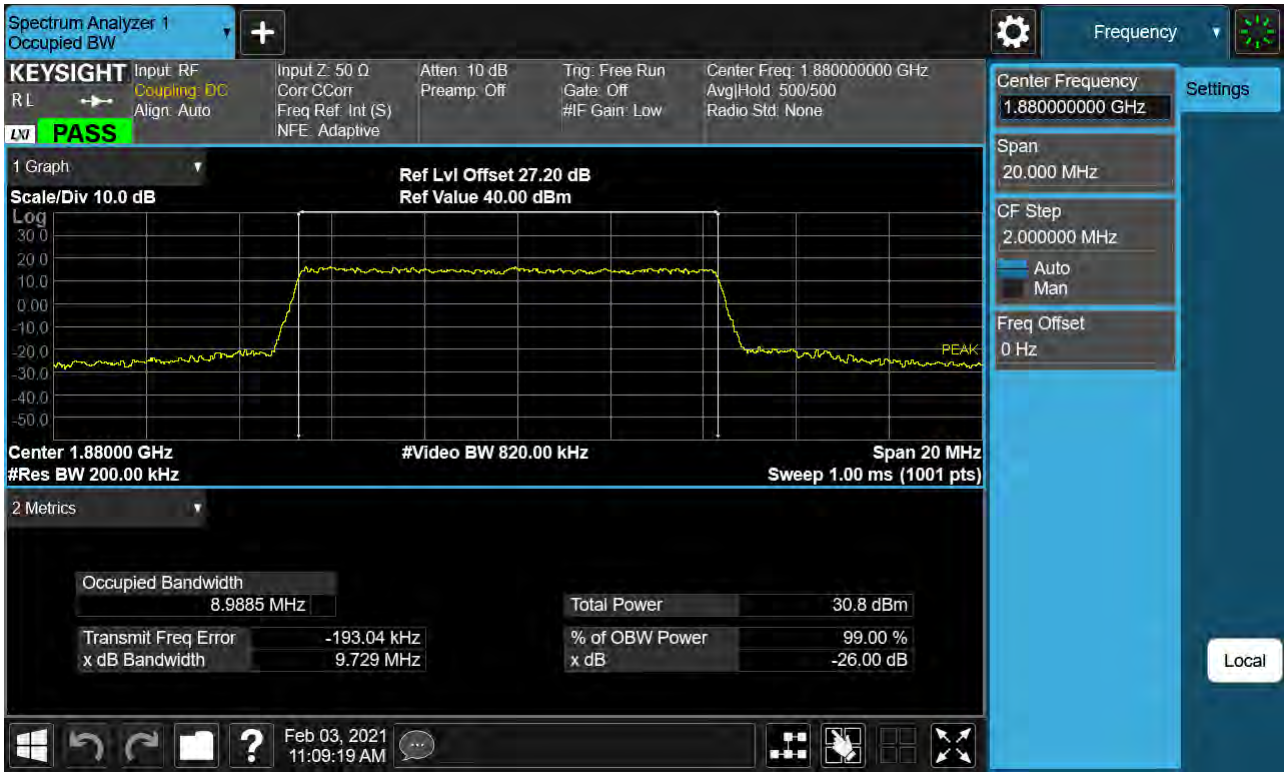 Spectrum Analyzer 1
Occupied BW
+
Frequency
KEYSIGHT
RL
LXI
PASS
Input: RF
Coupling: DC
Align: Auto
Input Z: 50 Ω
Corr CCorr
Freq Ref: Int (S)
NFE: Adaptive
Atten: 10 dB
Preamp: Off
Trig: Free Run
Gate: Off
#IF Gain: Low
Center Freq: 1.880000000 GHz
Avg|Hold: 500/500
Radio Std: None
Center Frequency
1.880000000 GHz
Settings
Span
20.000 MHz
CF Step
2.000000 MHz
Auto
Man
Freq Offset
0 Hz
1 Graph
Scale/Div 10.0 dB
Ref Lvl Offset 27.20 dB
Ref Value 40.00 dBm
Log
30.0
20.0
10.0
0.00
-10.0
-20.0
-30.0
-40.0
-50.0
PEAK
Center 1.88000 GHz
#Video BW 820.00 kHz
Span 20 MHz
#Res BW 200.00 kHz
Sweep 1.00 ms (1001 pts)
2 Metrics
Occupied Bandwidth
8.9885 MHz
Total Power 30.8 dBm
Transmit Freq Error -193.04 kHz
% of OBW Power 99.00 %
x dB Bandwidth 9.729 MHz
x dB -26.00 dB
Local
?
Feb 03, 2021
11:09:19 AM